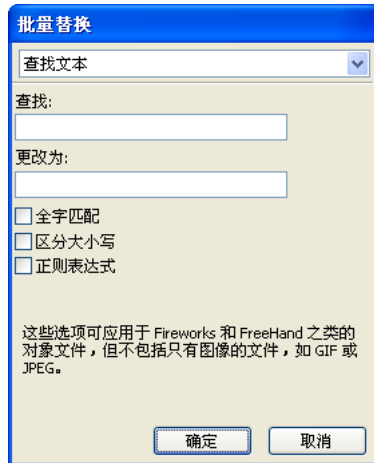 批量替换
查找文本
查找:
更改为:
全字匹配
区分大小写
正则表达式
这些选项可应用于 Fireworks 和 FreeHand 之类的
对象文件，但不包括只有图像的文件，如 GIF 或
JPEG。
确定 取消